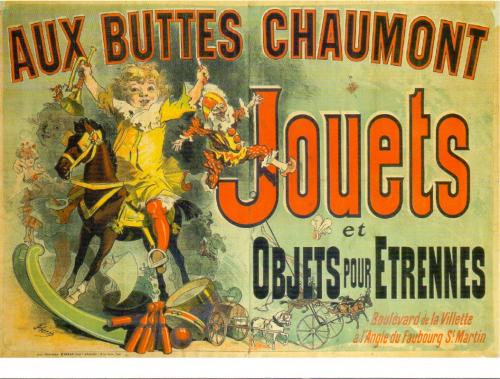 AUX BUTTES CHAUMONT
Jouets
et
OBJETS POUR ETRENNES
Boulevard de la Villette
à l'Angle du Faubourg St Martin